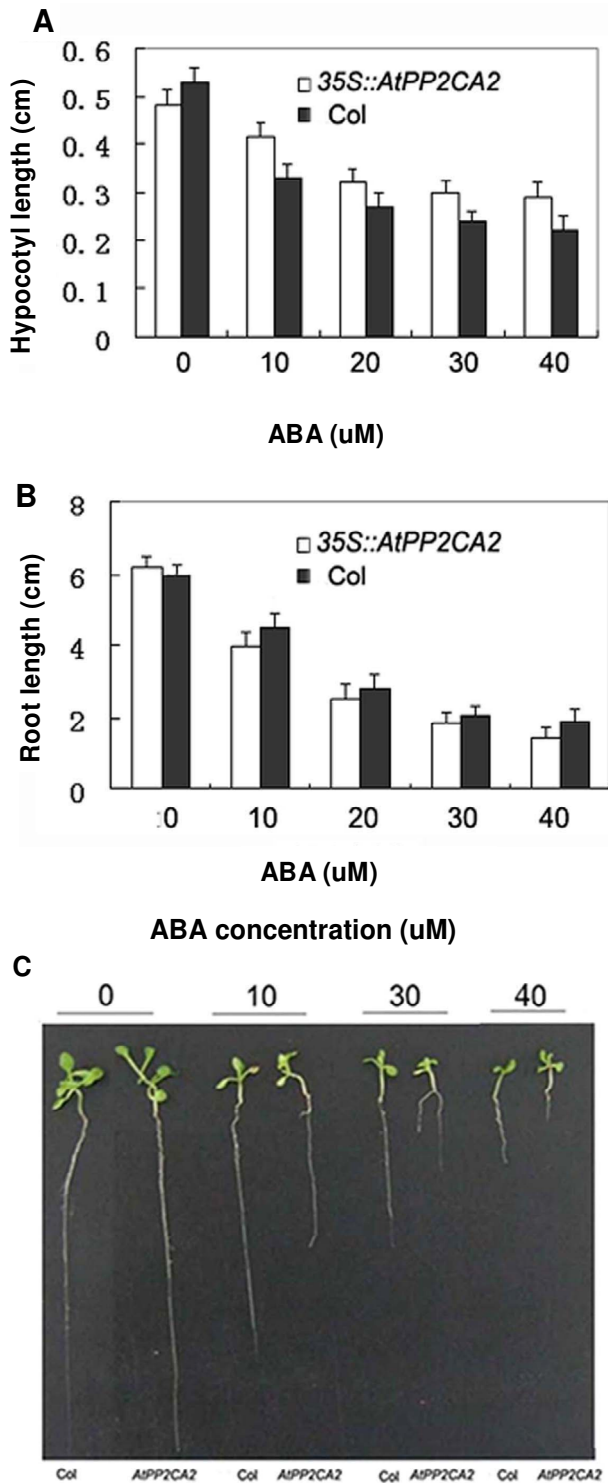 A
Hypocotyl length (cm)
0.6
0.5
0.4
0.3
0.2
0.1
0
35S::AtPP2CA2
Col
0 10 20 30 40
ABA (uM)
B
Root length (cm)
8
6
4
2
0
35S::AtPP2CA2
Col
:0 10 20 30 40
ABA (uM)
ABA concentration (uM)
C
0 10 30 40
Col AtPP2CA2 Col AtPP2CA2 Col AtPP2CA2 Col AtPP2CA2